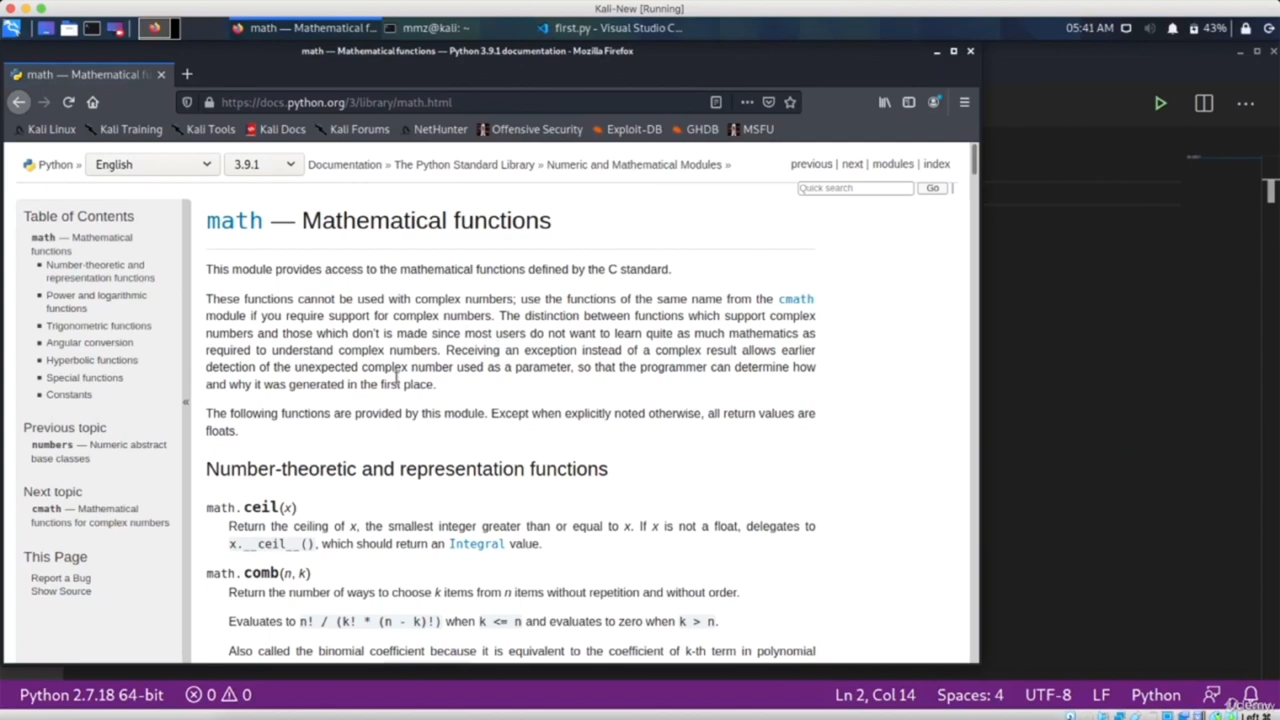 Kali-New [Running]
math — Mathematical f...
mmz@kali: ~
first.py - Visual Studio C...
05:41 AM
43%
math — Mathematical functions — Python 3.9.1 documentation - Mozilla Firefox
math — Mathematical fu
https://docs.python.org/3/library/math.html
Kali Linux
Kali Training
Kali Tools
Kali Docs
Kali Forums
NetHunter
Offensive Security
Exploit-DB
GHDB
MSFU
Python »
English
3.9.1
Documentation » The Python Standard Library » Numeric and Mathematical Modules »
previous | next | modules | index
Quick search
Go
|
Table of Contents
math — Mathematical
functions
Number-theoretic and
representation functions
Power and logarithmic
functions
Trigonometric functions
Angular conversion
Hyperbolic functions
Special functions
Constants
Previous topic
numbers — Numeric abstract
base classes
Next topic
cmath — Mathematical
functions for complex numbers
This Page
Report a Bug
Show Source
«
math — Mathematical functions
This module provides access to the mathematical functions defined by the C standard.
These functions cannot be used with complex numbers; use the functions of the same name from the cmath
module if you require support for complex numbers. The distinction between functions which support complex
numbers and those which don't is made since most users do not want to learn quite as much mathematics as
required to understand complex numbers. Receiving an exception instead of a complex result allows earlier
detection of the unexpected complex number used as a parameter, so that the programmer can determine how
and why it was generated in the first place.
The following functions are provided by this module. Except when explicitly noted otherwise, all return values are
floats.
Number-theoretic and representation functions
math.ceil(x)
Return the ceiling of x, the smallest integer greater than or equal to x. If x is not a float, delegates to
x.__ceil__(), which should return an Integral value.
math.comb(n, k)
Return the number of ways to choose k items from n items without repetition and without order.
Evaluates to n! / (k! * (n - k)!) when k <= n and evaluates to zero when k > n.
Also called the binomial coefficient because it is equivalent to the coefficient of k-th term in polynomial
Python 2.7.18 64-bit
0
0
Ln 2, Col 14
Spaces: 4
UTF-8
LF
Python
Udemy
Left ⌘